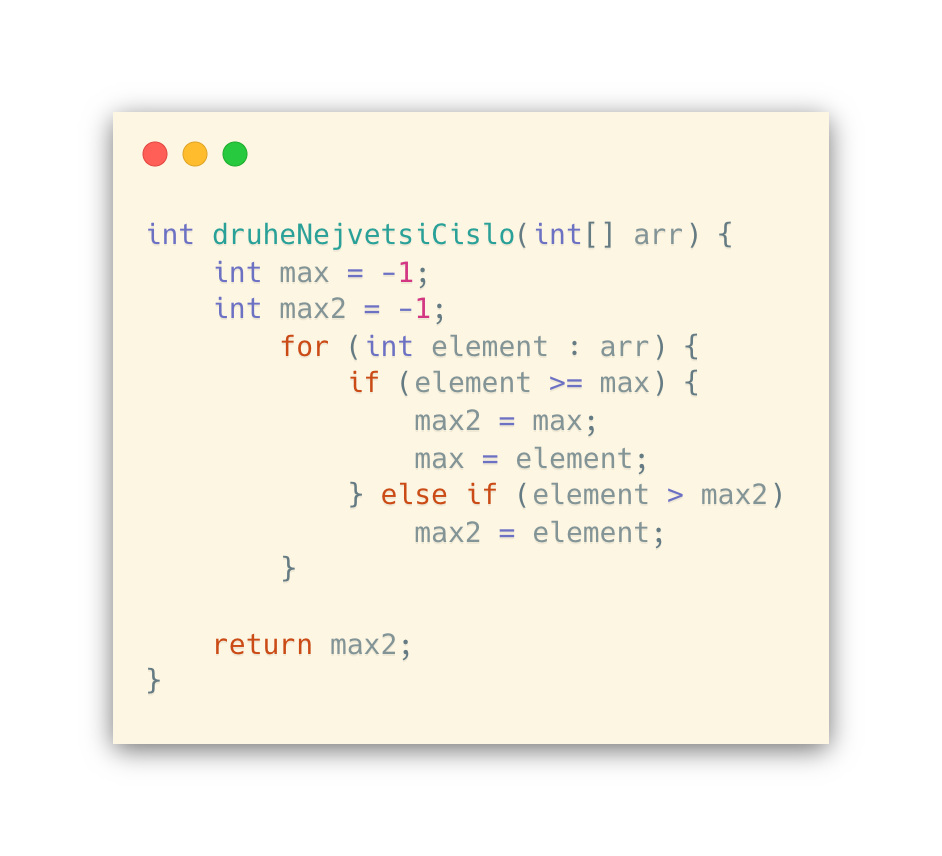 int druheNejvetsiCislo(int[] arr) {
    int max = -1;
    int max2 = -1;
        for (int element : arr) {
            if (element >= max) {
                max2 = max;
                max = element;
            } else if (element > max2)
                max2 = element;
        }

    return max2;
}